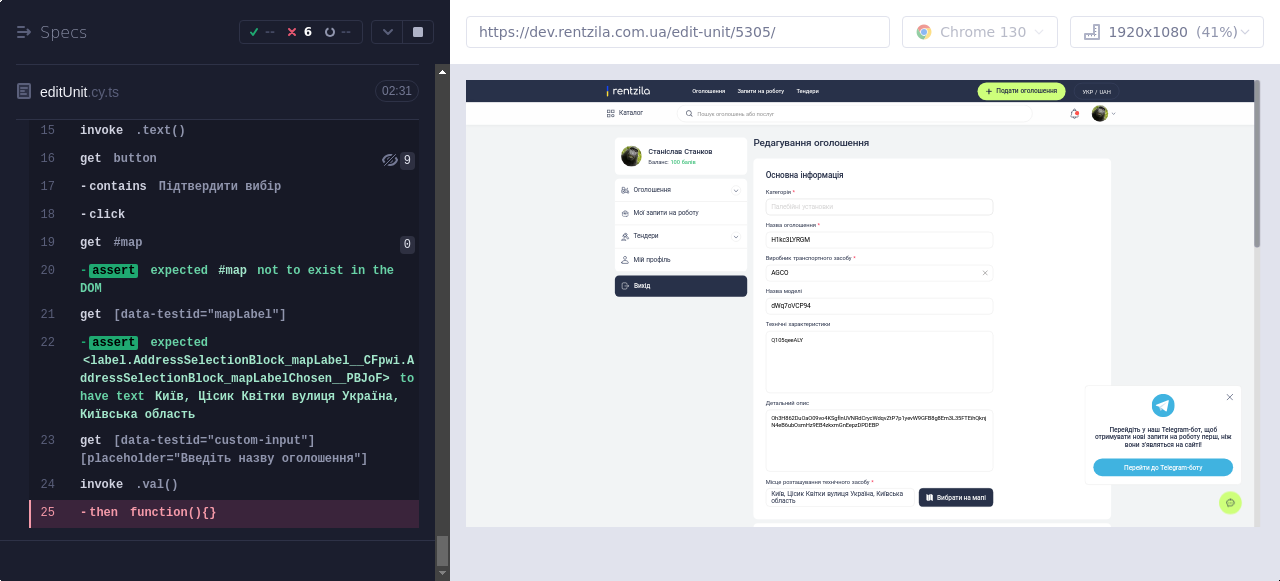 Specs
--
6
--
editUnit.cy.ts
02:31
15 invoke .text()
16 get button 9
17 -contains Підтвердити вибір
18 -click
19 get #map 0
20 -assert expected #map not to exist in the
DOM
21 get [data-testid="mapLabel"]
22 -assert expected
<label.AddressSelectionBlock_mapLabel__CFpwi.A
ddressSelectionBlock_mapLabelChosen__PBJoF> to
have text Київ, Цісик Квітки вулиця Україна,
Київська область
23 get [data-testid="custom-input"]
[placeholder="Введіть назву оголошення"]
24 invoke .val()
25 -then function(){}
https://dev.rentzila.com.ua/edit-unit/5305/
Chrome 130
1920x1080 (41%)
rentzila
Оголошення
Запити на роботу
Тендери
+ Подати оголошення
УКР / UAH
Каталог
Пошук оголошень або послуг
Станіслав Станков
Баланс: 100 балів
Оголошення
Мої запити на роботу
Тендери
Мій профіль
Вихід
Редагування оголошення
Основна інформація
Категорія *
Палебійні установки
Назва оголошення *
H1kc3LYRGM
Виробник транспортного засобу *
AGCO
Назва моделі
dWq7oVCP94
Технічні характеристики
Q105qeeALY
Детальний опис
Місце розташування технічного засобу *
Київ, Цісик Квітки вулиця Україна, Київська
область
Вибрати на мапі
Перейдіть у наш Telegram-бот, щоб
отримувати нові запити на роботу перш, ніж
вони з'являться на сайті!
Перейти до Telegram-боту